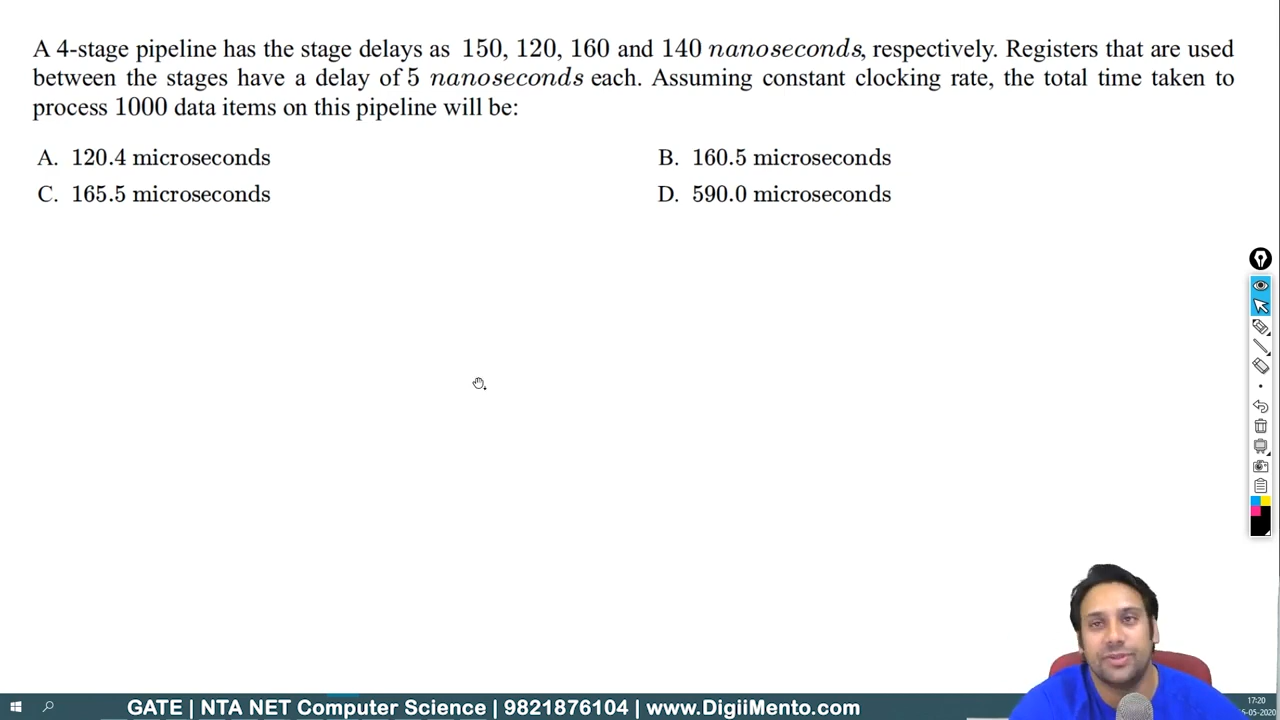 A 4-stage pipeline has the stage delays as 150, 120, 160 and 140 nanoseconds, respectively. Registers that are used
between the stages have a delay of 5 nanoseconds each. Assuming constant clocking rate, the total time taken to
process 1000 data items on this pipeline will be:
A. 120.4 microseconds
B. 160.5 microseconds
C. 165.5 microseconds
D. 590.0 microseconds
GATE | NTA NET Computer Science | 9821876104 | www.DigiiMento.com
17:20